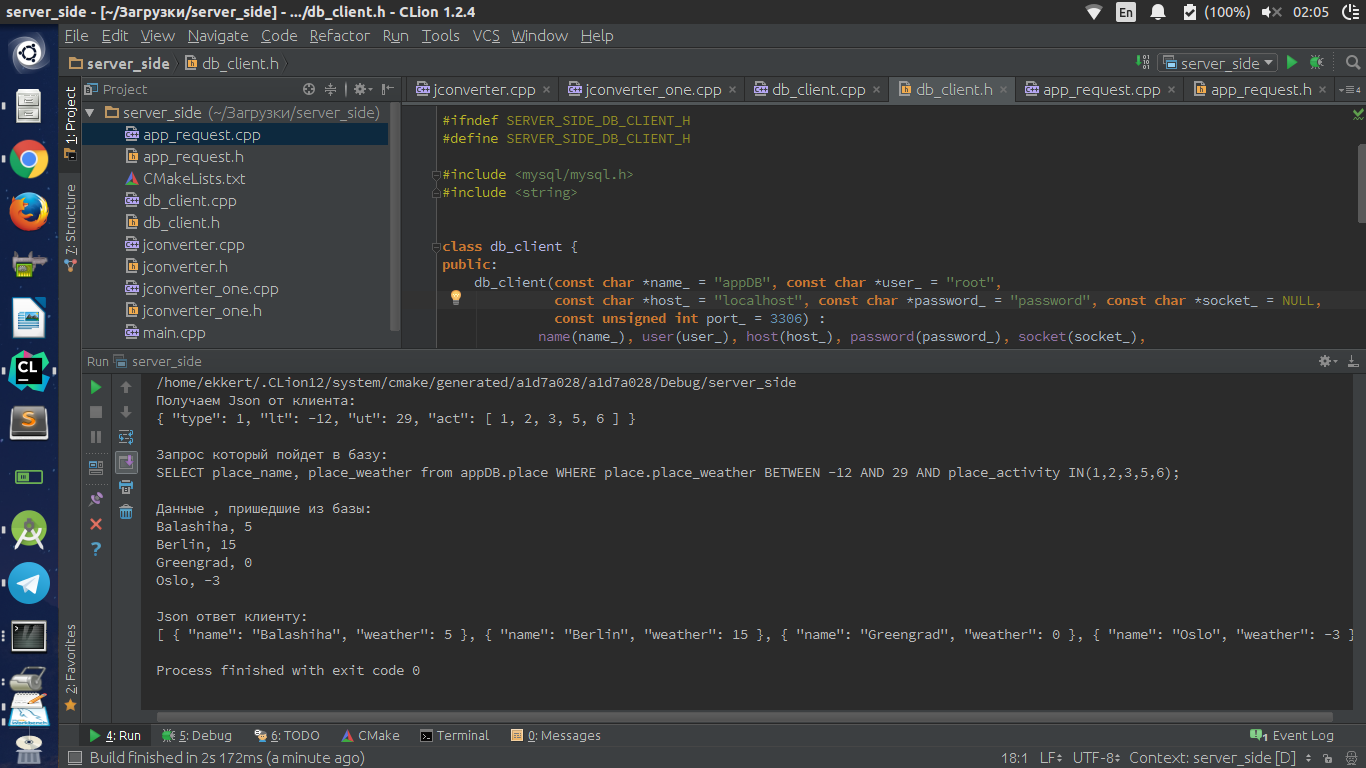 server_side - [~/Загрузки/server_side] - .../db_client.h - CLion 1.2.4
En (100%) 02:05
File Edit View Navigate Code Refactor Run Tools VCS Window Help
server_side db_client.h
server_side
1: Project
7: Structure
2: Favorites
Project
server_side (~/Загрузки/server_side)
app_request.cpp
app_request.h
CMakeLists.txt
db_client.cpp
db_client.h
jconverter.cpp
jconverter.h
jconverter_one.cpp
jconverter_one.h
main.cpp
jconverter.cpp jconverter_one.cpp db_client.cpp db_client.h app_request.cpp app_request.h
#ifndef SERVER_SIDE_DB_CLIENT_H
#define SERVER_SIDE_DB_CLIENT_H
#include <mysql/mysql.h>
#include <string>
class db_client {
public:
db_client(const char *name_ = "appDB", const char *user_ = "root",
const char *host_ = "localhost", const char *password_ = "password", const char *socket_ = NULL,
const unsigned int port_ = 3306) :
name(name_), user(user_), host(host_), password(password_), socket(socket_),
Run server_side
/home/ekkert/.CLion12/system/cmake/generated/a1d7a028/a1d7a028/Debug/server_side
Получаем Json от клиента:
{ "type": 1, "lt": -12, "ut": 29, "act": [ 1, 2, 3, 5, 6 ] }
Запрос который пойдет в базу:
SELECT place_name, place_weather from appDB.place WHERE place.place_weather BETWEEN -12 AND 29 AND place_activity IN(1,2,3,5,6);
Данные , пришедшие из базы:
Balashiha, 5
Berlin, 15
Greengrad, 0
Oslo, -3
Json ответ клиенту:
[ { "name": "Balashiha", "weather": 5 }, { "name": "Berlin", "weather": 15 }, { "name": "Greengrad", "weather": 0 }, { "name": "Oslo", "weather": -3 }
Process finished with exit code 0
4: Run 5: Debug 6: TODO CMake Terminal 0: Messages 1 Event Log
Build finished in 2s 172ms (a minute ago) 18:1 LF UTF-8 Context: server_side [D]